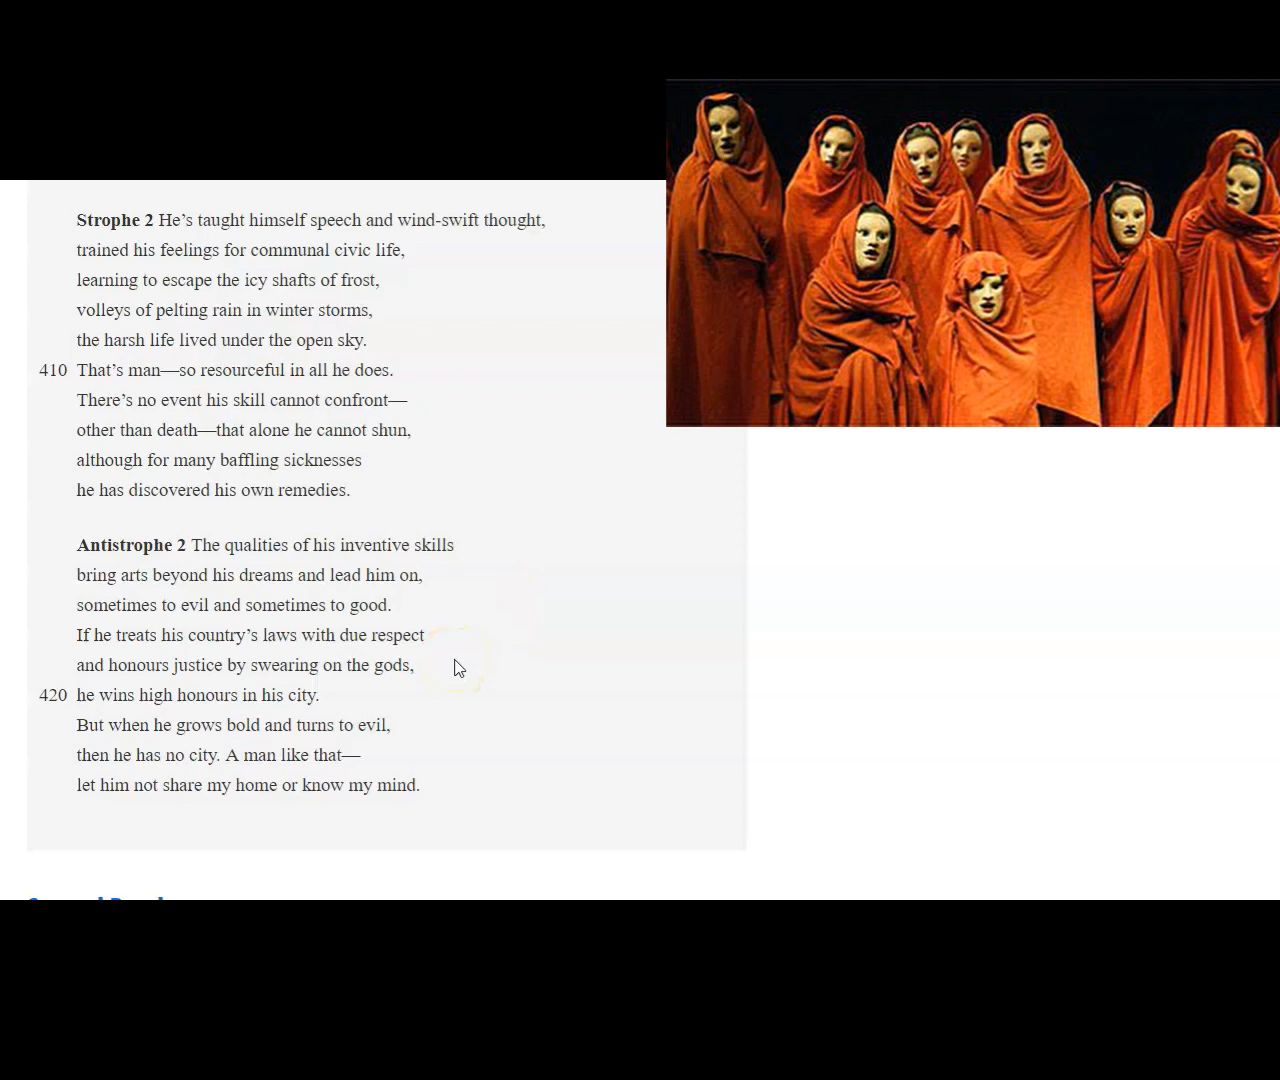 Strophe 2 He’s taught himself speech and wind-swift thought,
trained his feelings for communal civic life,
learning to escape the icy shafts of frost,
volleys of pelting rain in winter storms,
the harsh life lived under the open sky.
410 That’s man—so resourceful in all he does.
There’s no event his skill cannot confront—
other than death—that alone he cannot shun,
although for many baffling sicknesses
he has discovered his own remedies.
Antistrophe 2 The qualities of his inventive skills
bring arts beyond his dreams and lead him on,
sometimes to evil and sometimes to good.
If he treats his country’s laws with due respect
and honours justice by swearing on the gods,
420 he wins high honours in his city.
But when he grows bold and turns to evil,
then he has no city. A man like that—
let him not share my home or know my mind.